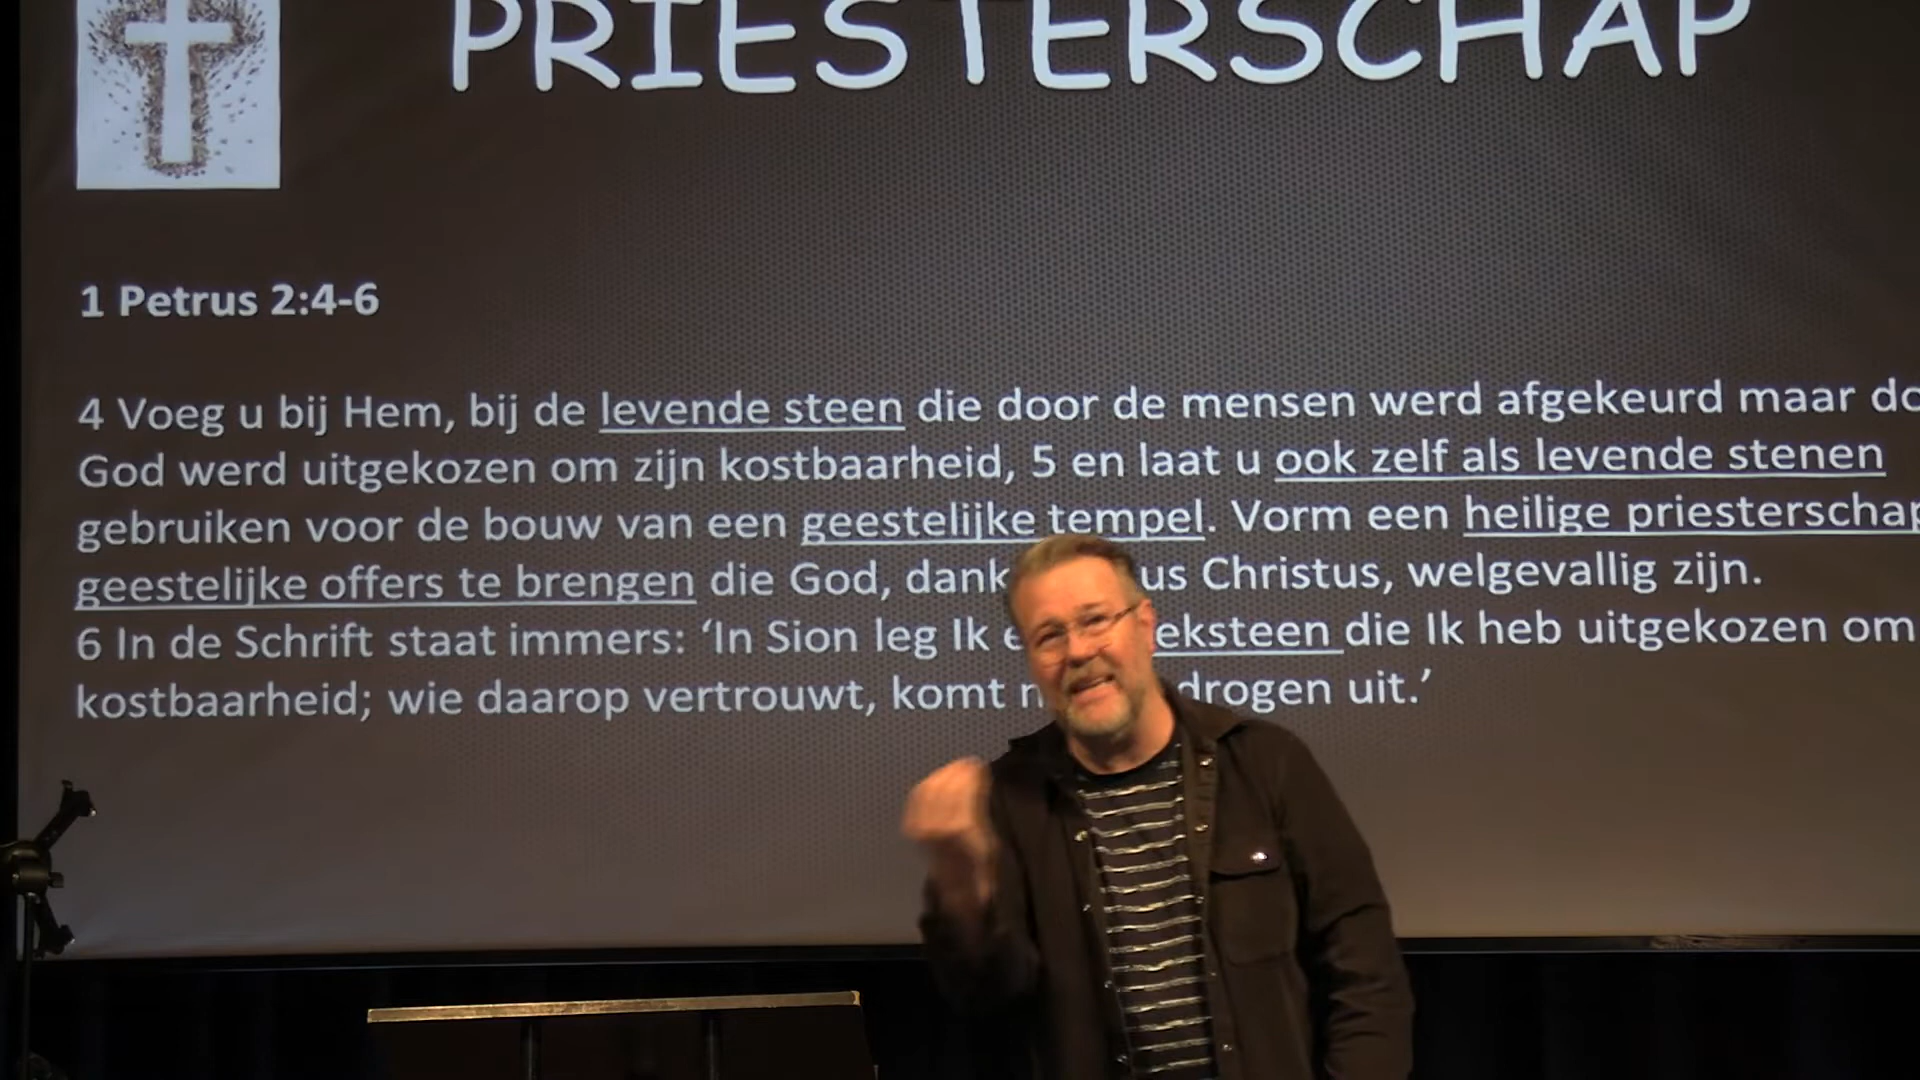 PRIESTERSCHAP
1 Petrus 2:4-6
4 Voeg u bij Hem, bij de levende steen die door de mensen werd afgekeurd maar do
God werd uitgekozen om zijn kostbaarheid, 5 en laat u ook zelf als levende stenen
gebruiken voor de bouw van een geestelijke tempel. Vorm een heilige priesterschap
geestelijke offers te brengen die God, dank us Christus, welgevallig zijn.
6 In de Schrift staat immers: ‘In Sion leg Ik e eksteen die Ik heb uitgekozen om
kostbaarheid; wie daarop vertrouwt, komt n drogen uit.’